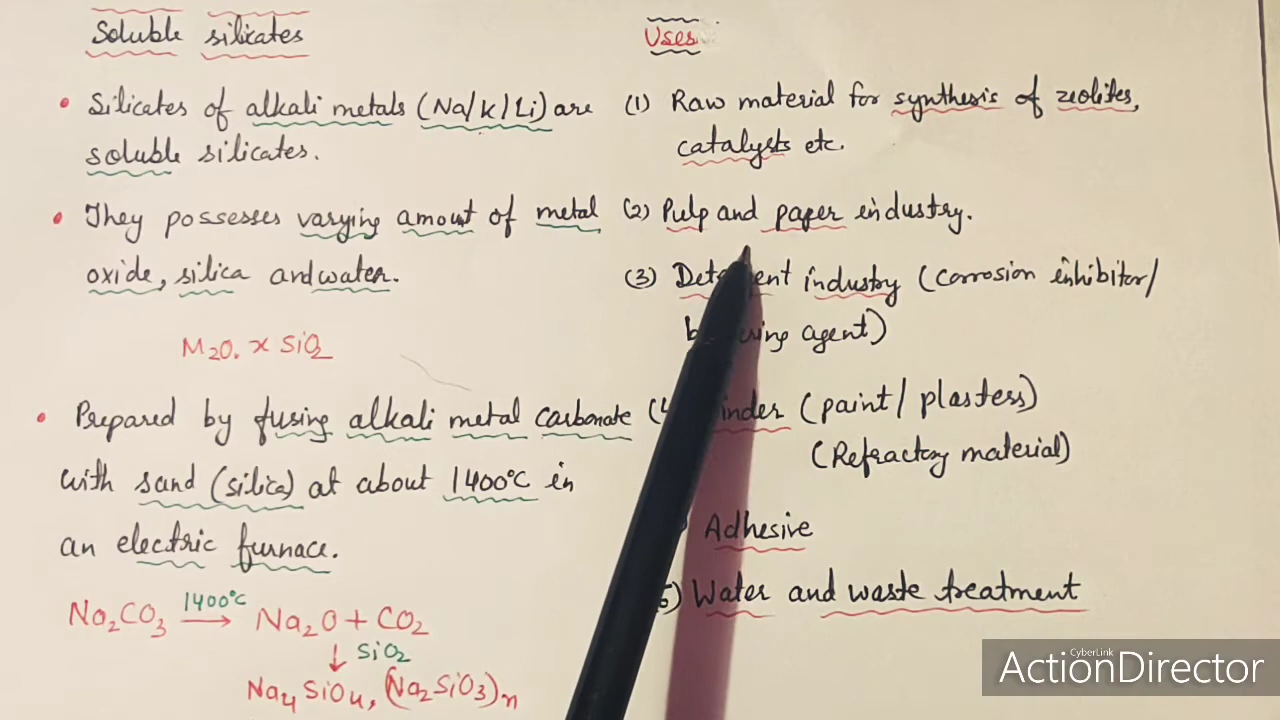 Soluble silicates
• Silicates of alkali metals (Na/K/Li) are
soluble silicates.
• They possesses varying amount of metal
oxide, silica and water.
M2O. x SiO2
• Prepared by fusing alkali metal carbonate
with sand (silica) at about 1400°C in
an electric furnace.
Na2CO3 1400°C → Na2O + CO2
↓ SiO2
Na4SiO4, (Na2SiO3)n
Uses
(1) Raw material for synthesis of zeolites,
catalysts etc.
(2) Pulp and paper industry.
(3) industry (corrosion inhibitor/
agent)
(paint/ plasters)
(Refractory material)
Adhesive
Water and waste treatment
CyberLink
ActionDirector